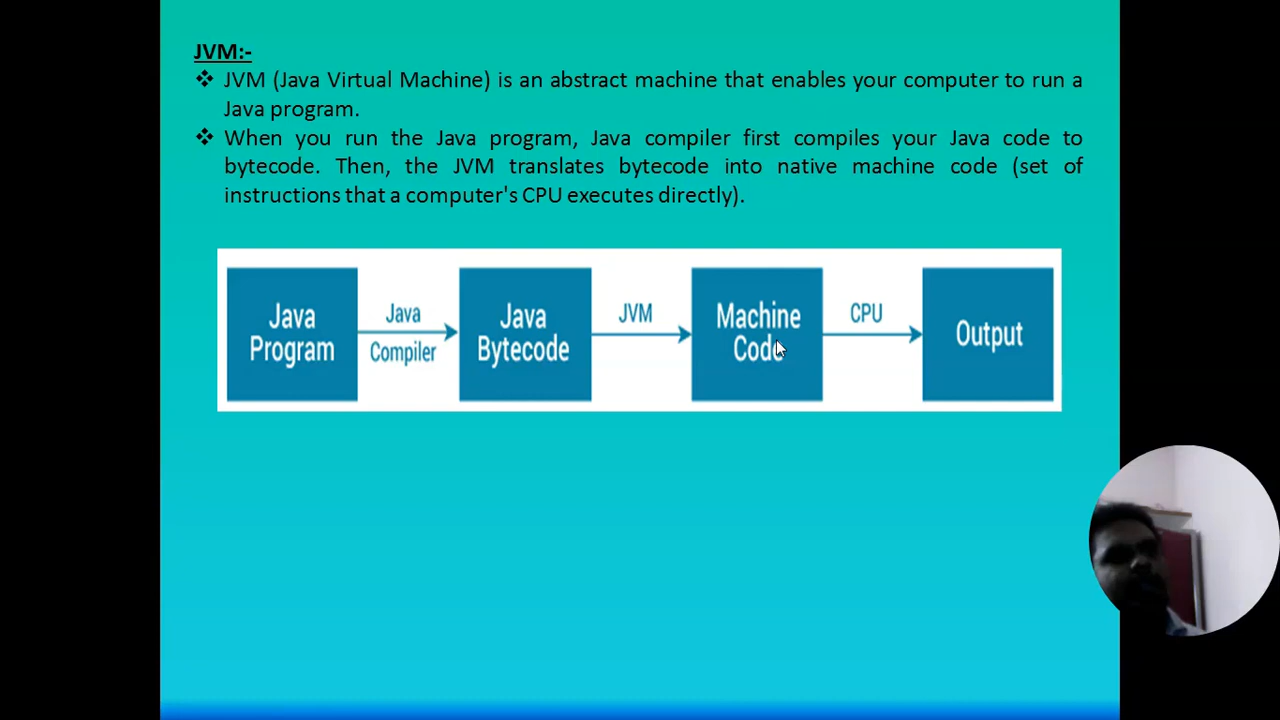 JVM:-
❖ JVM (Java Virtual Machine) is an abstract machine that enables your computer to run a
Java program.
❖ When you run the Java program, Java compiler first compiles your Java code to
bytecode. Then, the JVM translates bytecode into native machine code (set of
instructions that a computer's CPU executes directly).
Java
Program
Java
Compiler
Java
Bytecode
JVM
Machine
Code
CPU
Output